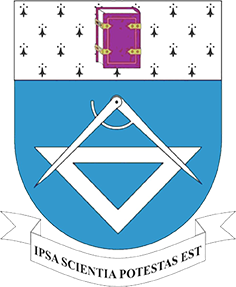 IPSA SCIENTIA POTESTAS EST